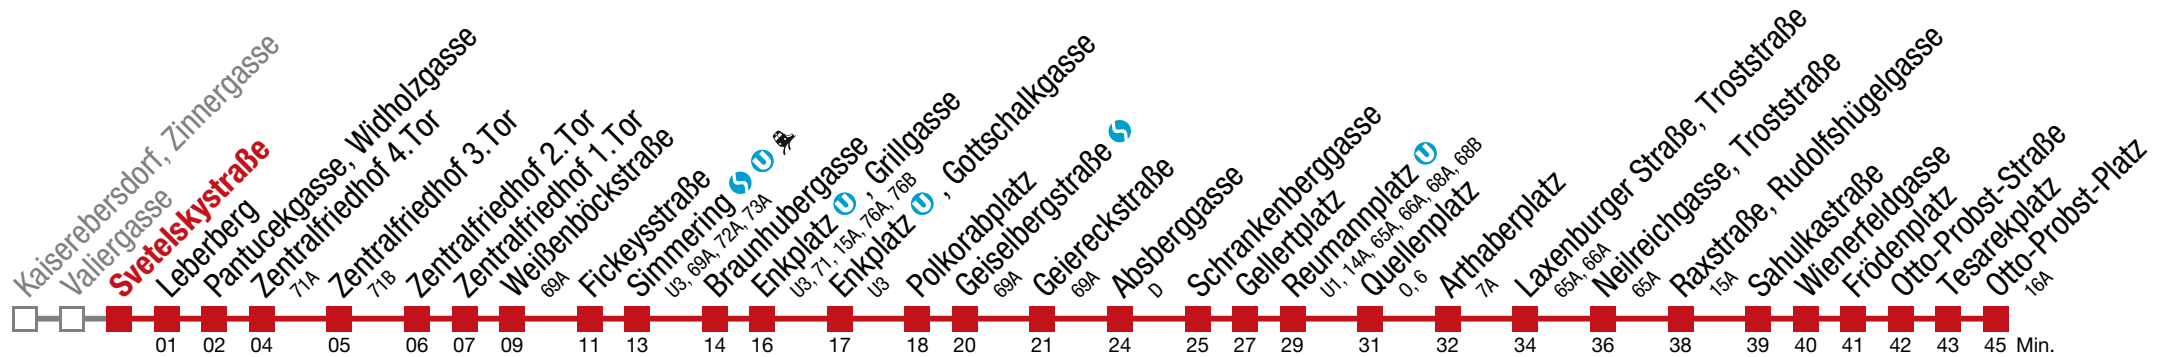 Kaiserebersdorf, Zinnergasse
Valiergasse
Svetelskystraße
Leberberg
Pantucekgasse, Widholzgasse
Zentralfriedhof 4.Tor
71A
Zentralfriedhof 3.Tor
71B
Zentralfriedhof 2.Tor
Zentralfriedhof 1.Tor
Weißenböckstraße
69A
Fickeysstraße
Simmering S U
U3, 69A, 72A, 73A
Braunhubergasse
Enkplatz U , Grillgasse
U3, 71, 15A, 76A, 76B
Enkplatz U , Gottschalkgasse
U3
Polkorabplatz
Geiselbergstraße S
69A
Geiereckstraße
69A
Absberggasse
D
Schrankenberggasse
Gellertplatz
Reumannplatz U
U1, 14A, 65A, 66A, 68A, 68B
Quellenplatz
O, 6
Arthaberplatz
7A
Laxenburger Straße, Troststraße
65A, 66A
Neilreichgasse, Troststraße
65A
Raxstraße, Rudolfshügelgasse
15A
Sahulkastraße
Wienerfeldgasse
Frödenplatz
Otto-Probst-Straße
Tesarekplatz
Otto-Probst-Platz
16A
01 02 04 05 06 07 09 11 13 14 16 17 18 20 21 24 25 27 29 31 32 34 36 38 39 40 41 42 43 45 Min.